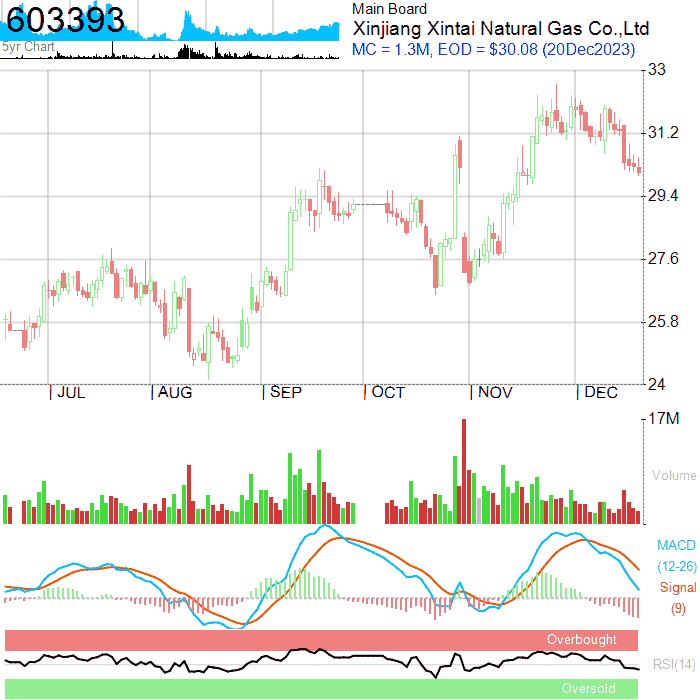 603393
5yr Chart
Main Board
Xinjiang Xintai Natural Gas Co.,Ltd
MC = 1.3M, EOD = $30.08 (20Dec2023)
33
31.2
29.4
27.6
25.8
24
JUL AUG SEP OCT NOV DEC
17M
Volume
MACD
(12-26)
Signal
(9)
Overbought
RSI(14)
Oversold